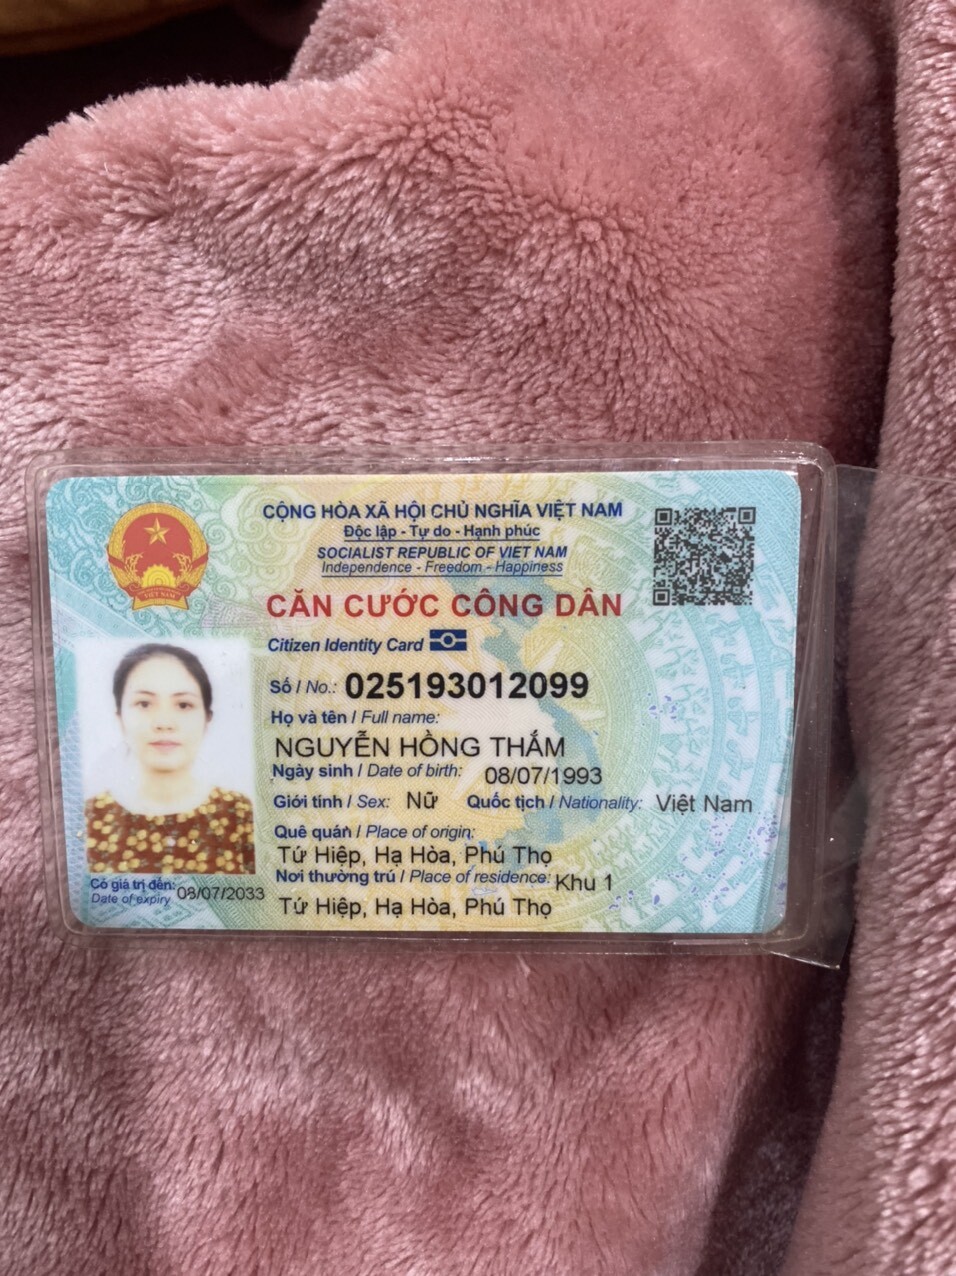 CỘNG HÒA XÃ HỘI CHỦ NGHĨA VIỆT NAM
Độc lập - Tự do - Hạnh phúc
SOCIALIST REPUBLIC OF VIET NAM
Independence - Freedom - Happiness
CĂN CƯỚC CÔNG DÂN
Citizen Identity Card
Số / No.: 025193012099
Họ và tên / Full name:
NGUYỄN HỒNG THẮM
Ngày sinh / Date of birth: 08/07/1993
Giới tính / Sex: Nữ Quốc tịch / Nationality: Việt Nam
Quê quán / Place of origin:
Tứ Hiệp, Hạ Hòa, Phú Thọ
Nơi thường trú / Place of residence: Khu 1
Tứ Hiệp, Hạ Hòa, Phú Thọ
Có giá trị đến: 08/07/2033
Date of expiry
VIỆT NAM